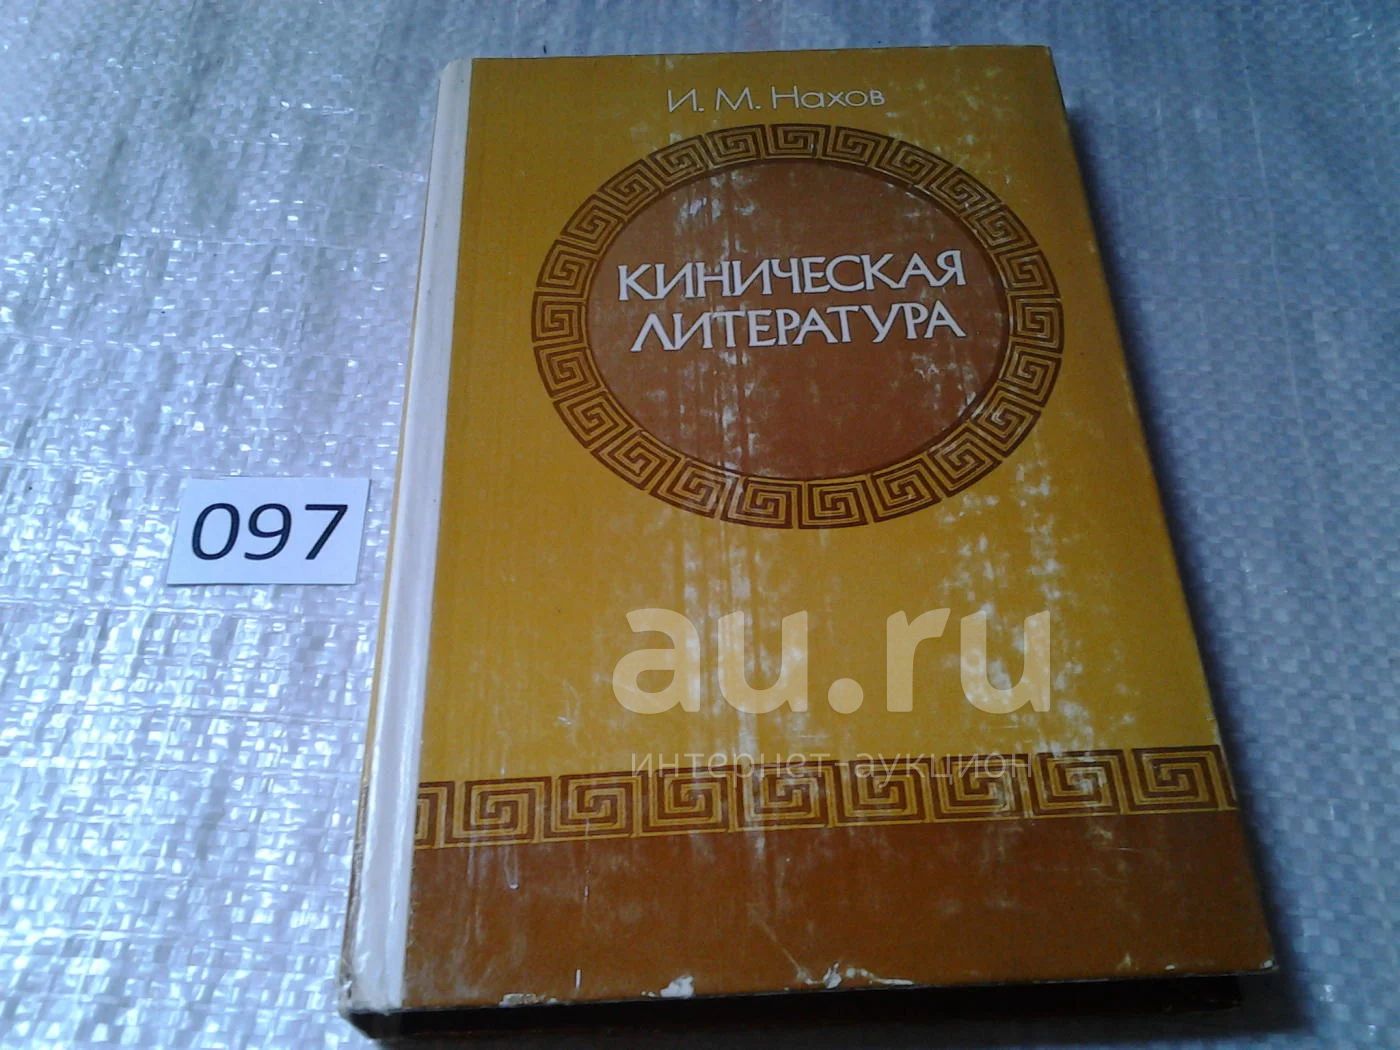 И. М. Нахов
КИНИЧЕСКАЯ
ЛИТЕРАТУРА
097
au.ru
интернет-аукцион